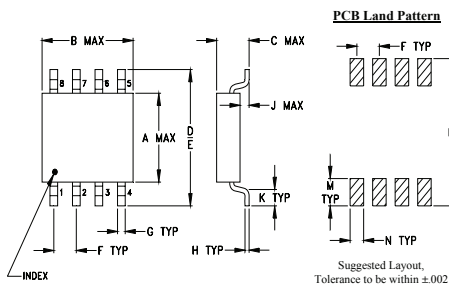 PCB Land Pattern
B MAX
C MAX
F TYP
8 7 6 5
J MAX
A MAX
D
E
K TYP
M
TYP
1 2 3 4
G TYP
F TYP
H TYP
N TYP
INDEX
Suggested Layout,
Tolerance to be within ±.002